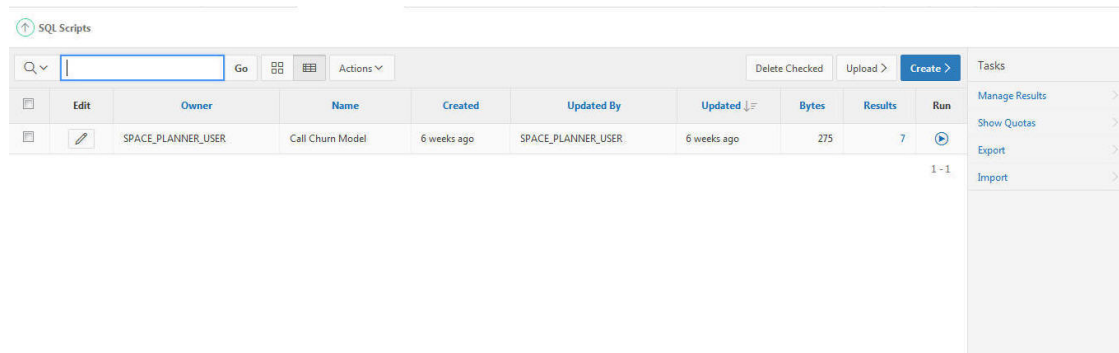 SQL Scripts
Go Actions Delete Checked Upload > Create > Tasks
Edit Owner Name Created Updated By Updated Bytes Results Run
SPACE_PLANNER_USER Call Churn Model 6 weeks ago SPACE_PLANNER_USER 6 weeks ago 275 7
1 - 1
Manage Results
Show Quotas
Export
Import